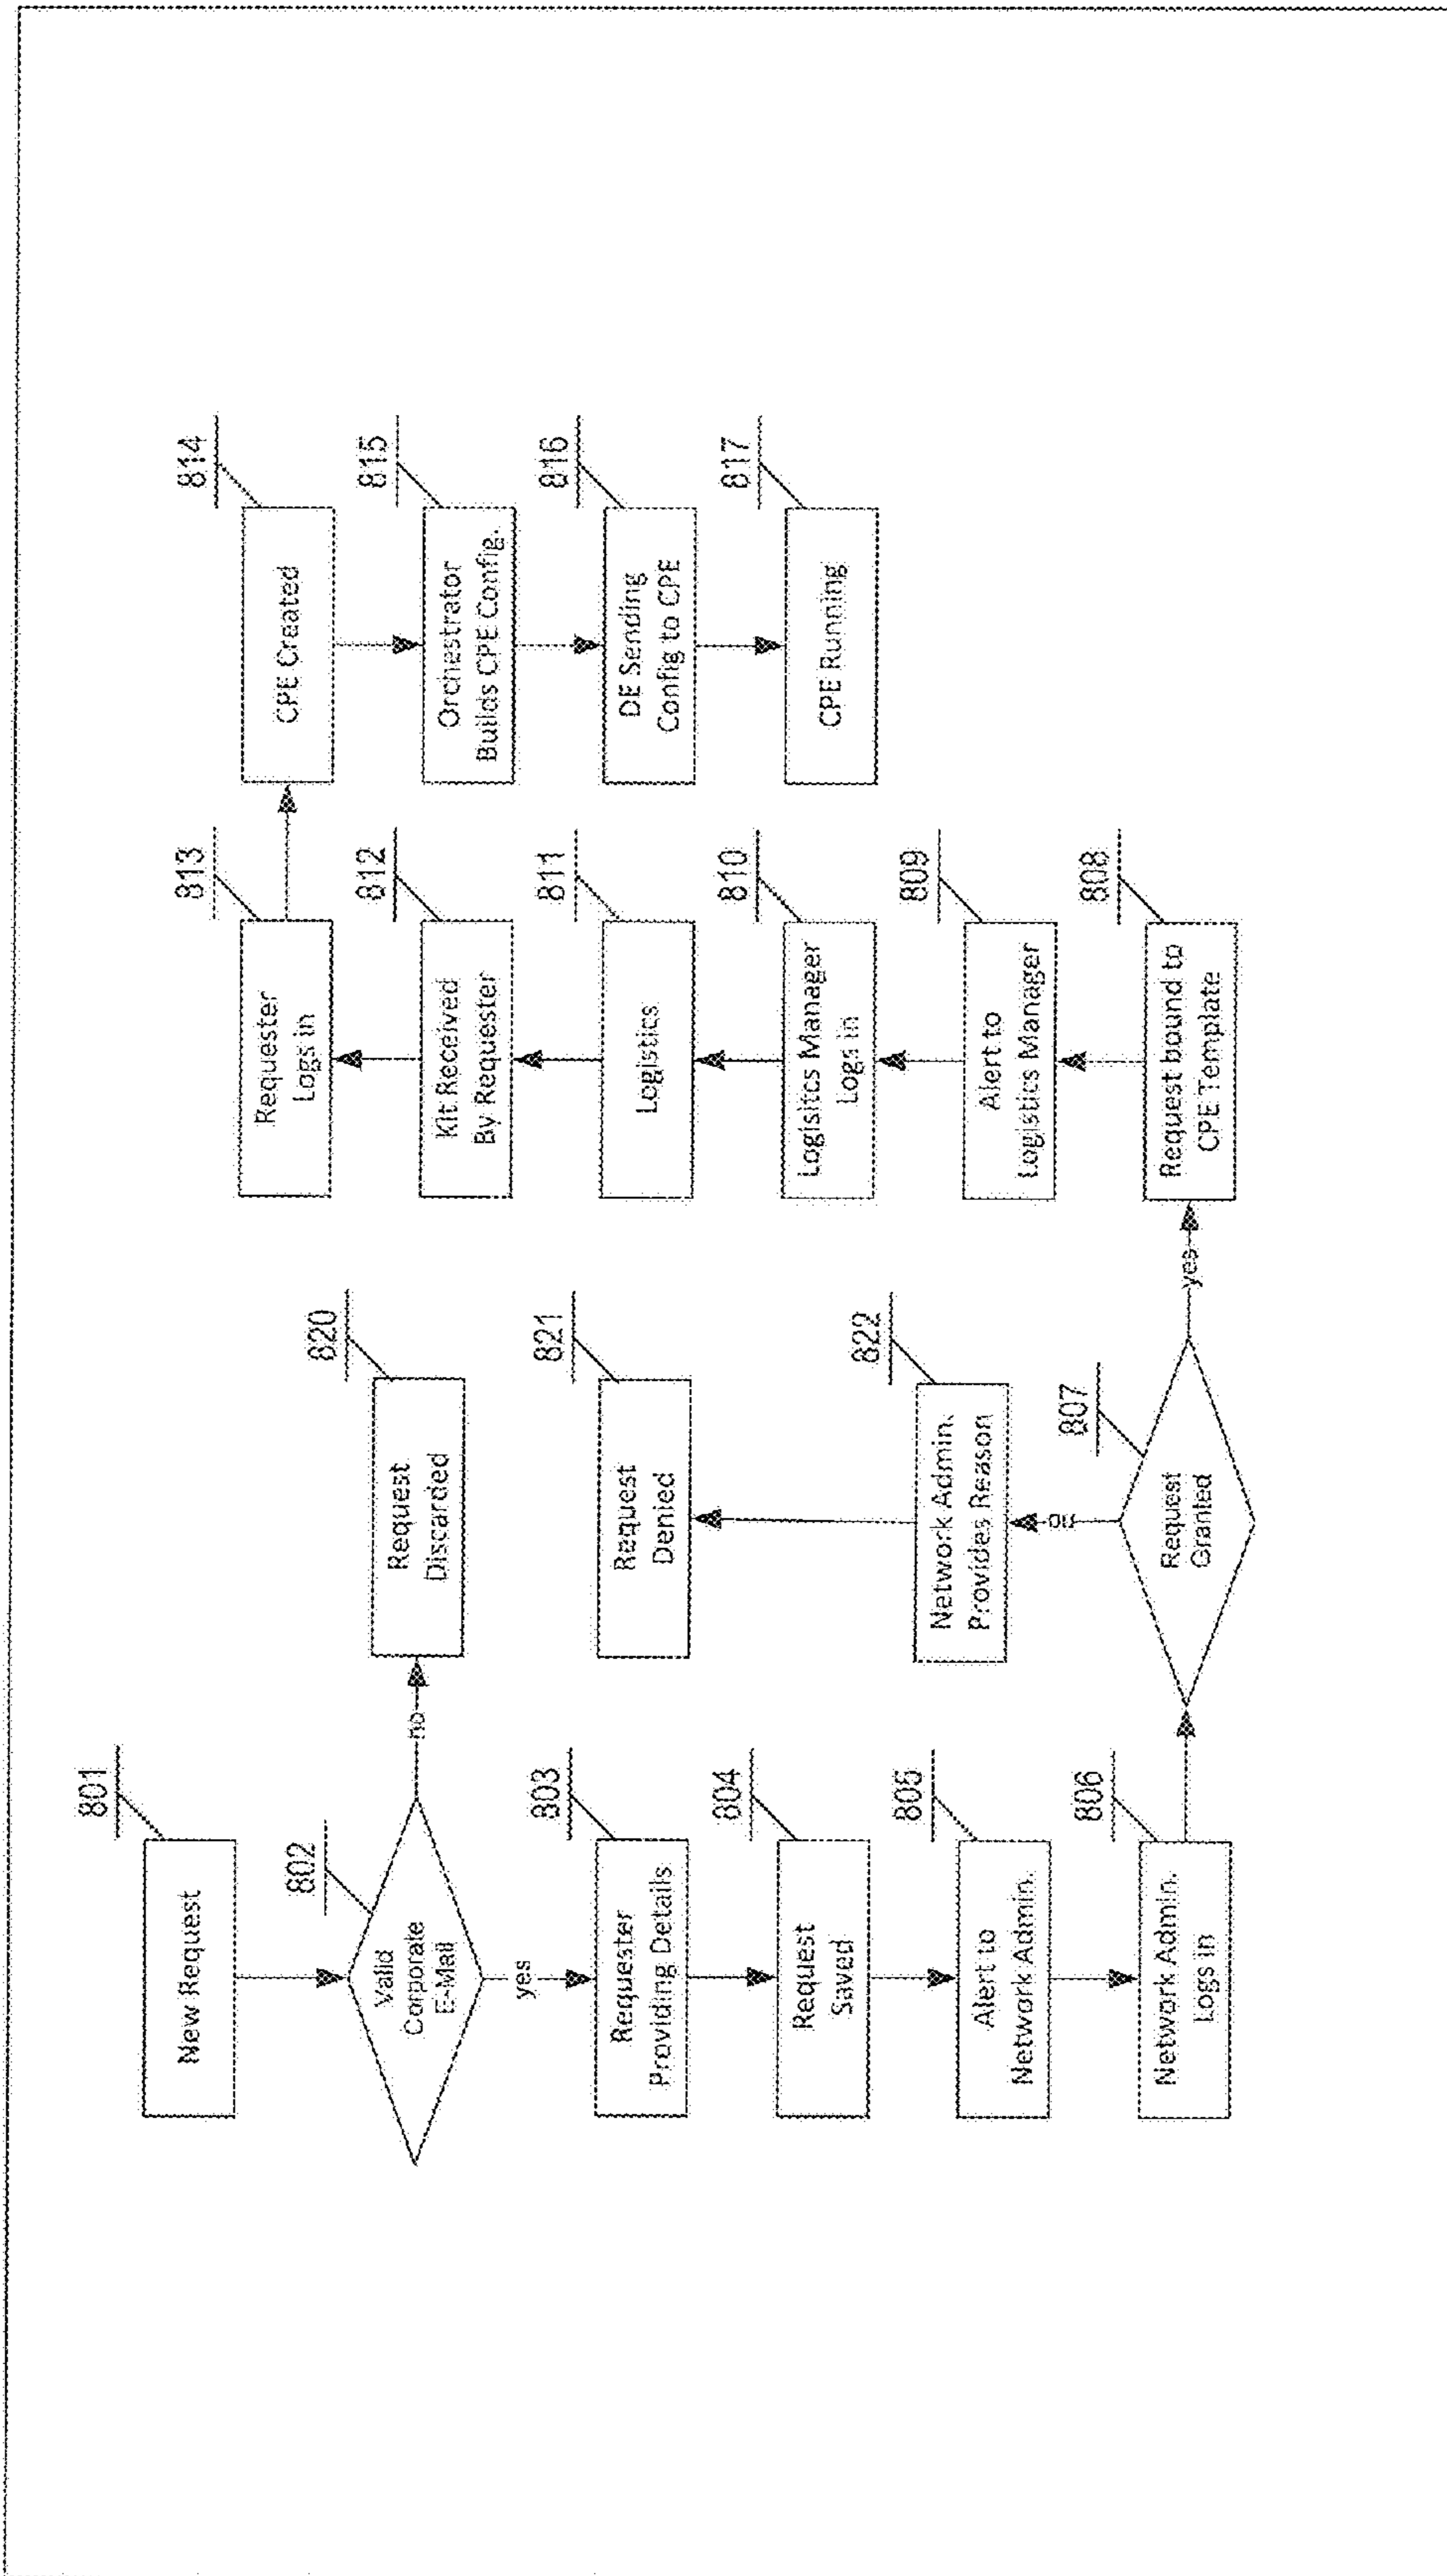 801
New Request
802
Valid
Corporate
E-Mail
no
820
Request
Discarded
yes
803
Requester
Providing Details
804
Request
Saved
805
Alert to
Network Admin.
806
Network Admin.
Logs in
807
Request
Granted
no
822
Network Admin.
Provides Reason
821
Request
Denied
yes
808
Request bound to
CPE Template
809
Alert to
Logistics Manager
810
Logisitcs Manager
Logs in
811
Logistics
812
Kit Received
By Requester
813
Requester
Logs in
814
CPE Created
815
Orchestrator
Builds CPE Config.
816
DE Sending
Config to CPE
817
CPE Running